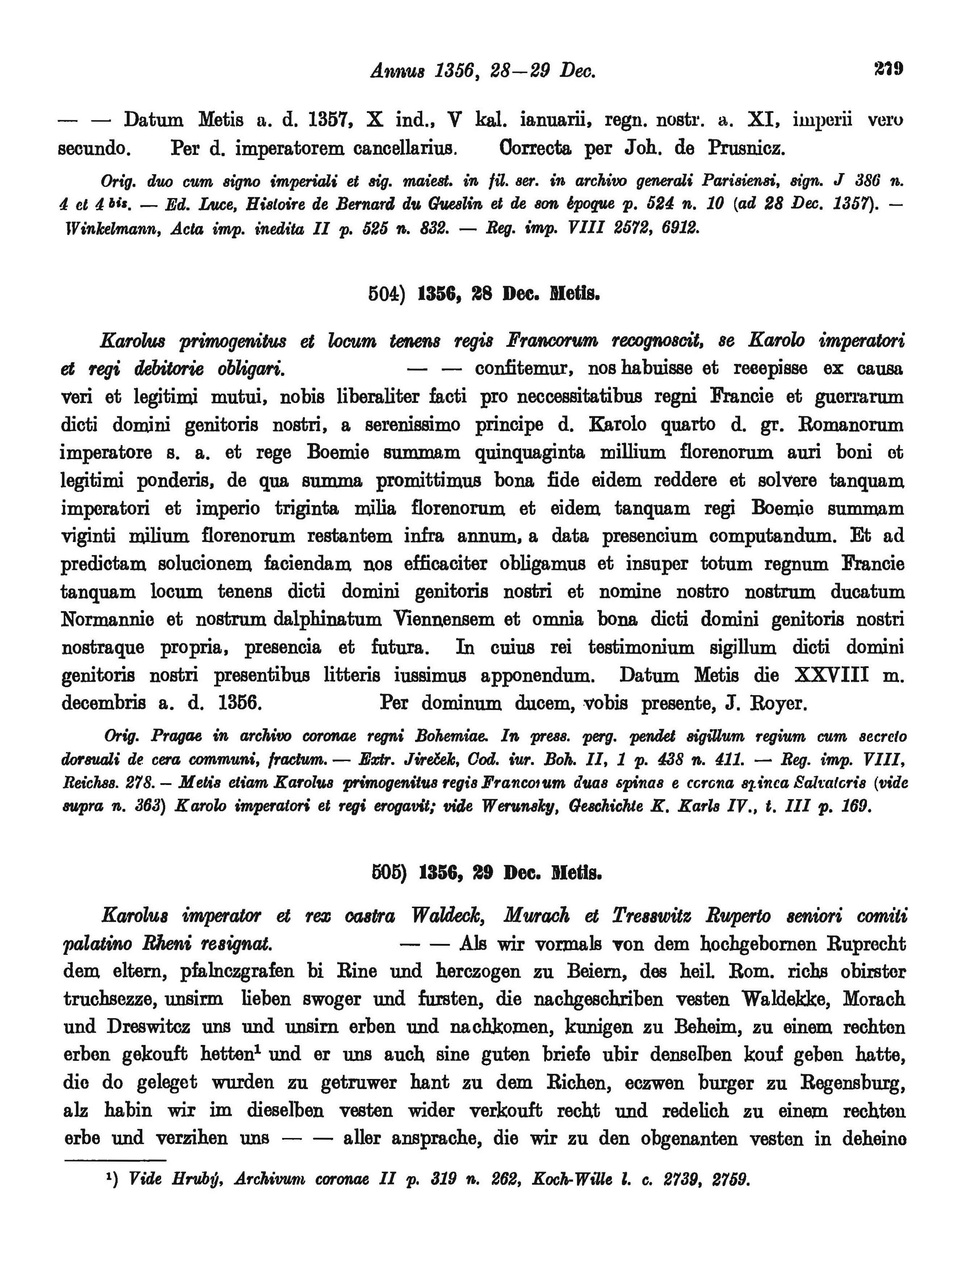 Annus 1356, 28—29 Dec. 279
— — Datum Metis a. d. 1357, X ind., V kal. ianuarii, regn. nostr. a. XI, imperii vero
secundo. Per d. imperatorem cancellarius. Correcta per Joh. de Prusnicz.
Orig. duo cum signo imperiali et sig. maiest. in fil. ser. in archivo generali Parisiensi, sign. J 386 n.
4 et 4 bis. — Ed. Luce, Histoire de Bernard du Gueslin et de son époque p. 524 n. 10 (ad 28 Dec. 1357). —
Winkelmann, Acta imp. inedita II p. 525 n. 832. — Reg. imp. VIII 2572, 6912.
504) 1356, 28 Dec. Metis.
Karolus primogenitus et locum tenens regis Francorum recognoscit, se Karolo imperatori
et regi debitorie obligari. — — confitemur, nos habuisse et recepisse ex causa
veri et legitimi mutui, nobis liberaliter facti pro neccessitatibus regni Francie et guerrarum
dicti domini genitoris nostri, a serenissimo principe d. Karolo quarto d. gr. Romanorum
imperatore s. a. et rege Boemie summam quinquaginta millium florenorum auri boni et
legitimi ponderis, de qua summa promittimus bona fide eidem reddere et solvere tanquam
imperatori et imperio triginta milia florenorum et eidem tanquam regi Boemie summam
viginti milium florenorum restantem infra annum, a data presencium computandum. Et ad
predictam solucionem faciendam nos efficaciter obligamus et insuper totum regnum Francie
tanquam locum tenens dicti domini genitoris nostri et nomine nostro nostrum ducatum
Normannie et nostrum dalphinatum Viennensem et omnia bona dicti domini genitoris nostri
nostraque propria, presencia et futura. In cuius rei testimonium sigillum dicti domini
genitoris nostri presentibus litteris iussimus apponendum. Datum Metis die XXVIII m.
decembris a. d. 1356. Per dominum ducem, vobis presente, J. Royer.
Orig. Pragae in archivo coronae regni Bohemiae. In press. perg. pendet sigillum regium cum secreto
dorsuali de cera communi, fractum. — Extr. Jireček, Cod. iur. Boh. II, 1 p. 438 n. 411. — Reg. imp. VIII,
Reichss. 278. — Metis etiam Karolus primogenitus regis Francorum duas spinas e corona spinea Salvatoris (vide
supra n. 363) Karolo imperatori et regi erogavit; vide Werunsky, Geschichte K. Karls IV., t. III p. 169.
505) 1356, 29 Dec. Metis.
Karolus imperator et rex castra Waldeck, Murach et Tresswitz Ruperto seniori comiti
palatino Rheni resignat. — — Als wir vormals von dem hochgebornen Ruprecht
dem eltern, pfalnczgrafen bi Rine und herczogen zu Beiern, des heil. Rom. richs obirster
truchsezze, unsirm lieben swoger und fursten, die nachgeschriben vesten Waldekke, Morach
und Dreswitcz uns und unsirn erben und nachkomen, kunigen zu Beheim, zu einem rechten
erben gekouft hetten¹ und er uns auch sine guten briefe ubir denselben kouf geben hatte,
die do geleget wurden zu getruwer hant zu dem Richen, eczwen burger zu Regensburg,
alz habin wir im dieselben vesten wider verkouft recht und redelich zu einem rechten
erbe und verzihen uns — — aller ansprache, die wir zu den obgenanten vesten in deheine
¹) Vide Hrubý, Archivum coronae II p. 319 n. 262, Koch-Wille l. c. 2739, 2759.